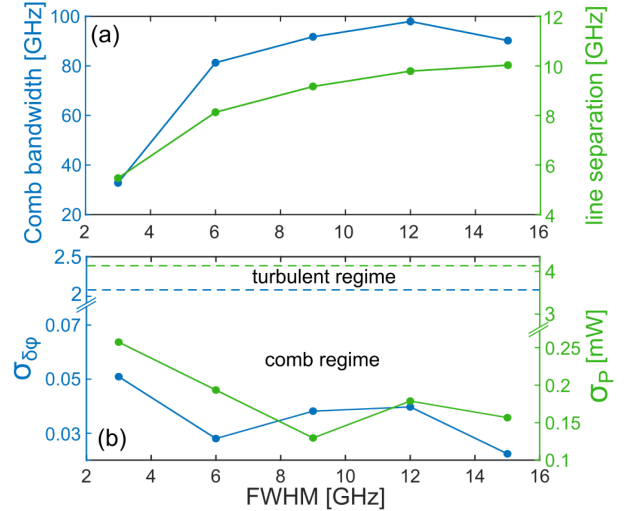 (a)
Comb bandwidth [GHz]
100
80
60
40
20
line separation [GHz]
12
10
8
6
4
2
2 4 6 8 10 12 14 16
(b)
turbulent regime
comb regime
σδφ
2.5
2
0.07
0.05
0.03
σP [mW]
4
3
0.25
0.2
0.15
0.1
2 4 6 8 10 12 14 16
FWHM [GHz]